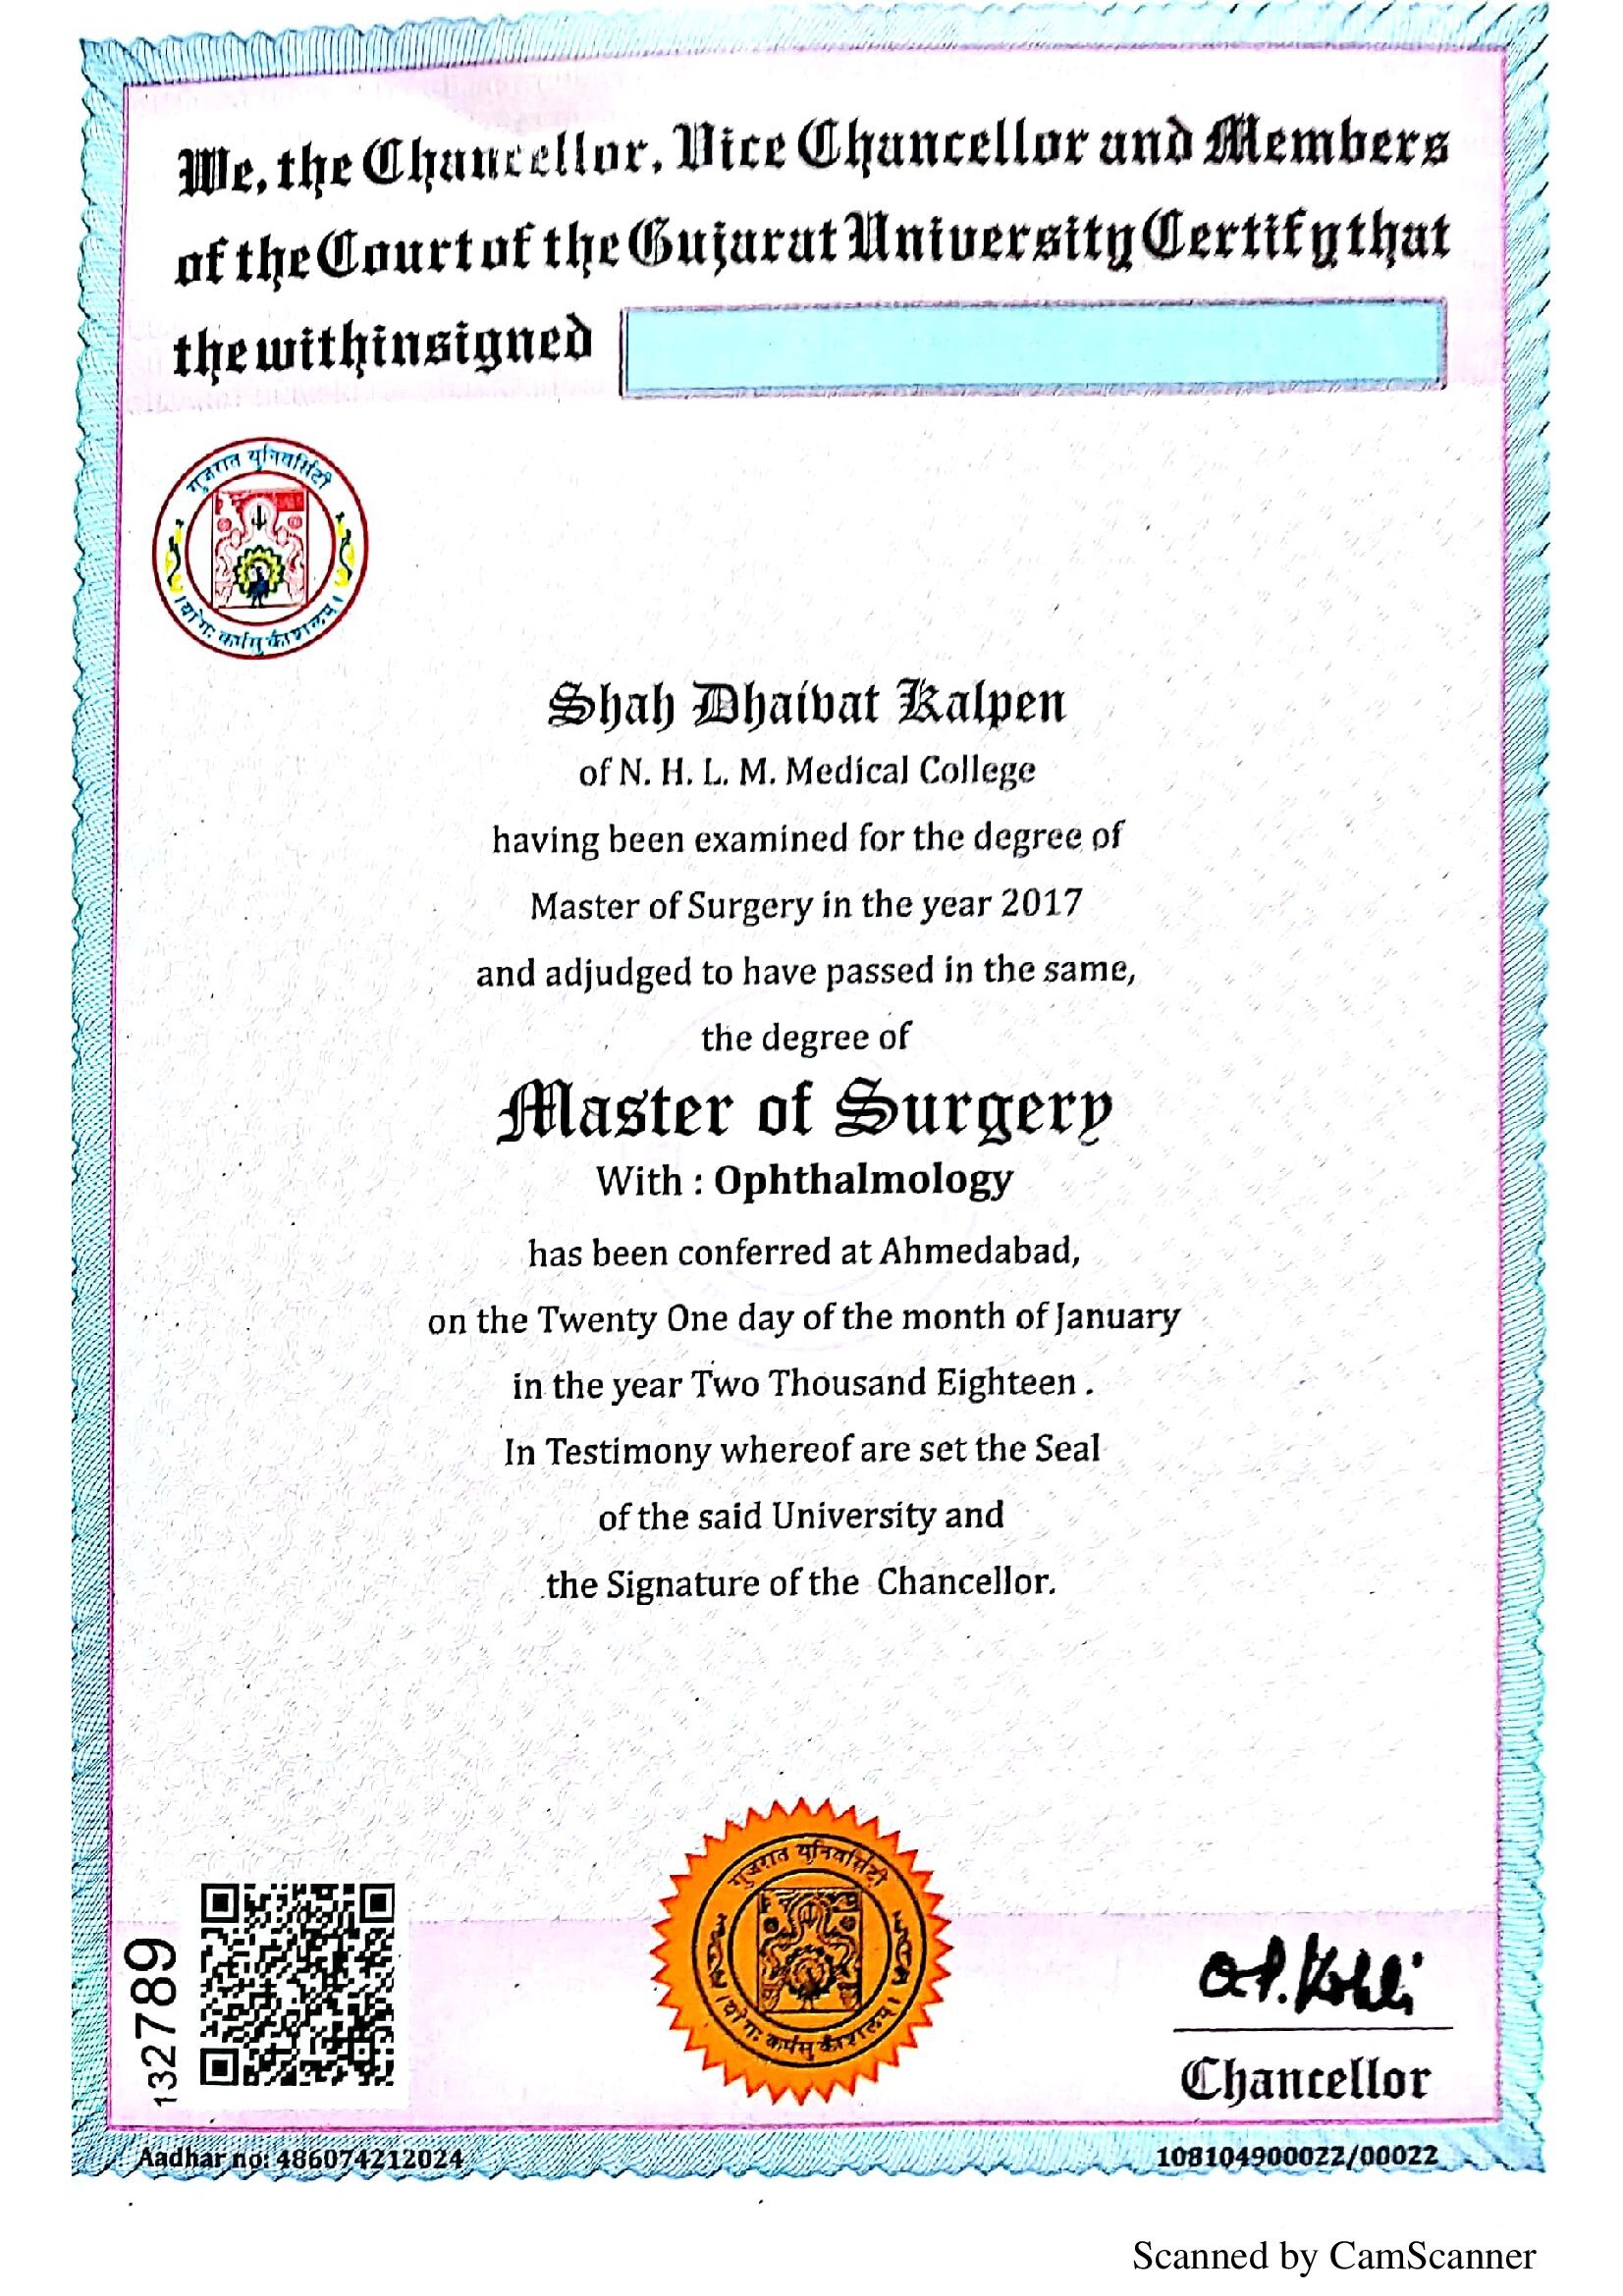 We, the Chancellor, Vice Chancellor and Members
of the Court of the Gujarat University Certify that
the within signed
गुजरात युनिवर्सिटी
। योगः कर्मसु कौशलम् ।
Shah Dhaivat Kalpen
of N. H. L. M. Medical College
having been examined for the degree of
Master of Surgery in the year 2017
and adjudged to have passed in the same,
the degree of
Master of Surgery
With : Ophthalmology
has been conferred at Ahmedabad,
on the Twenty One day of the month of January
in the year Two Thousand Eighteen .
In Testimony whereof are set the Seal
of the said University and
the Signature of the Chancellor.
132789
गुजरात युनिवर्सिटी
। योगः कर्मसु कौशलम् ।
O.P. Kohli
Chancellor
Aadhar no: 486074212024
108104900022/00022
Scanned by CamScanner